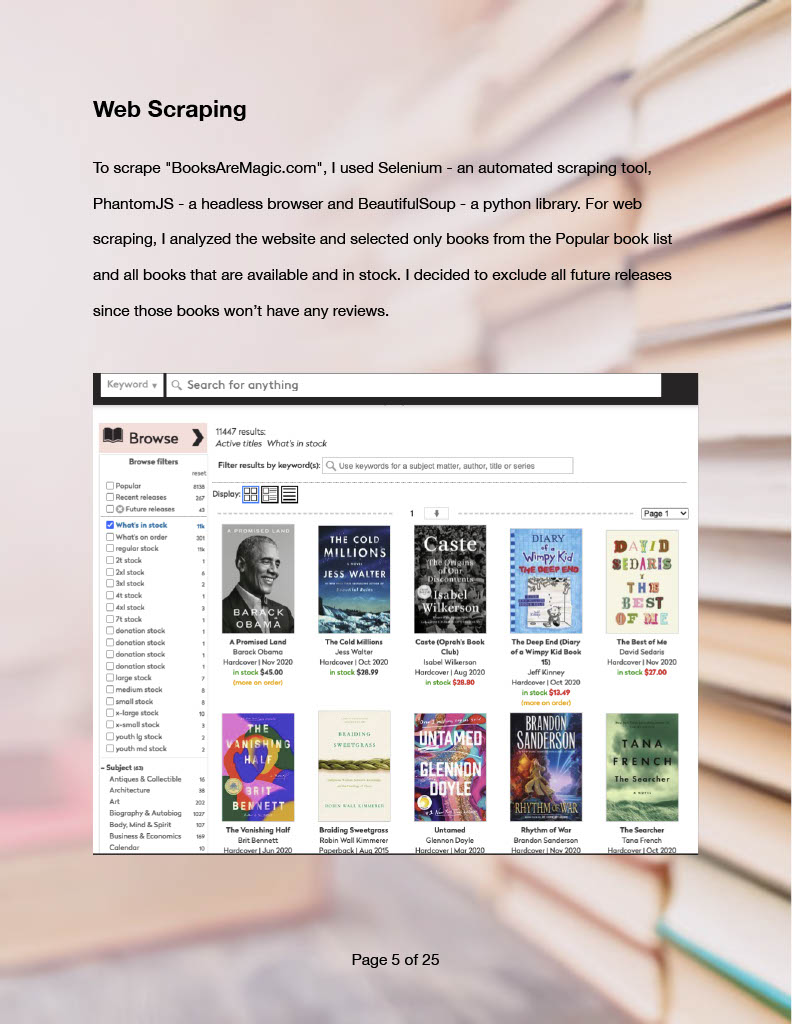 Web Scraping
To scrape "BooksAreMagic.com", I used Selenium - an automated scraping tool,
PhantomJS - a headless browser and BeautifulSoup - a python library. For web
scraping, I analyzed the website and selected only books from the Popular book list
and all books that are available and in stock. I decided to exclude all future releases
since those books won’t have any reviews.
Keyword ▾ Search for anything
Browse
Browse filters
reset
Popular 8138
Recent releases 267
Future releases 43
What's in stock 11k
What's on order 301
regular stock 11k
2t stock 1
2xl stock 6
3xl stock 2
4t stock 1
4xl stock 3
7t stock 1
donation stock 1
donation stock 1
donation stock 1
donation stock 1
large stock 7
medium stock 8
small stock 8
x-large stock 10
x-small stock 3
youth lg stock 2
youth md stock 2
– Subject (63)
Antiques & Collectible 16
Architecture 38
Art 202
Biography & Autobiog 1027
Body, Mind & Spirit 107
Business & Economics 169
Calendar 10
11447 results:
Active titles What's in stock
Filter results by keyword(s): Use keywords for a subject matter, author, title or series
Display:
1
Page 1
A PROMISED LAND
BARACK
OBAMA
A Promised Land
Barack Obama
Hardcover | Nov 2020
in stock $45.00
(more on order)
THE COLD
MILLIONS
A NOVEL
JESS WALTER
Beautiful Ruins
The Cold Millions
Jess Walter
Hardcover | Oct 2020
in stock $28.99
Caste
The Origins
of Our
Discontents
Isabel
Wilkerson
Caste (Oprah's Book
Club)
Isabel Wilkerson
Hardcover | Aug 2020
in stock $28.80
DIARY
of a
Wimpy Kid
THE DEEP END
The Deep End (Diary
of a Wimpy Kid Book
15)
Jeff Kinney
Hardcover | Oct 2020
in stock $13.49
(more on order)
DAVID
SEDARIS
THE
BEST
OF ME
The Best of Me
David Sedaris
Hardcover | Nov 2020
in stock $27.00
THE
VANISHING
HALF
BRIT
BENNETT
The Vanishing Half
Brit Bennett
Hardcover | Jun 2020
BRAIDING
SWEETGRASS
ROBIN WALL KIMMERER
Braiding Sweetgrass
Robin Wall Kimmerer
Paperback | Aug 2015
UNTAMED
GLENNON
DOYLE
Untamed
Glennon Doyle
Hardcover | Mar 2020
BRANDON
SANDERSON
RHYTHM OF WAR
Rhythm of War
Brandon Sanderson
Hardcover | Nov 2020
TANA
FRENCH
The Searcher
A NOVEL
The Searcher
Tana French
Hardcover | Oct 2020
Page 5 of 25